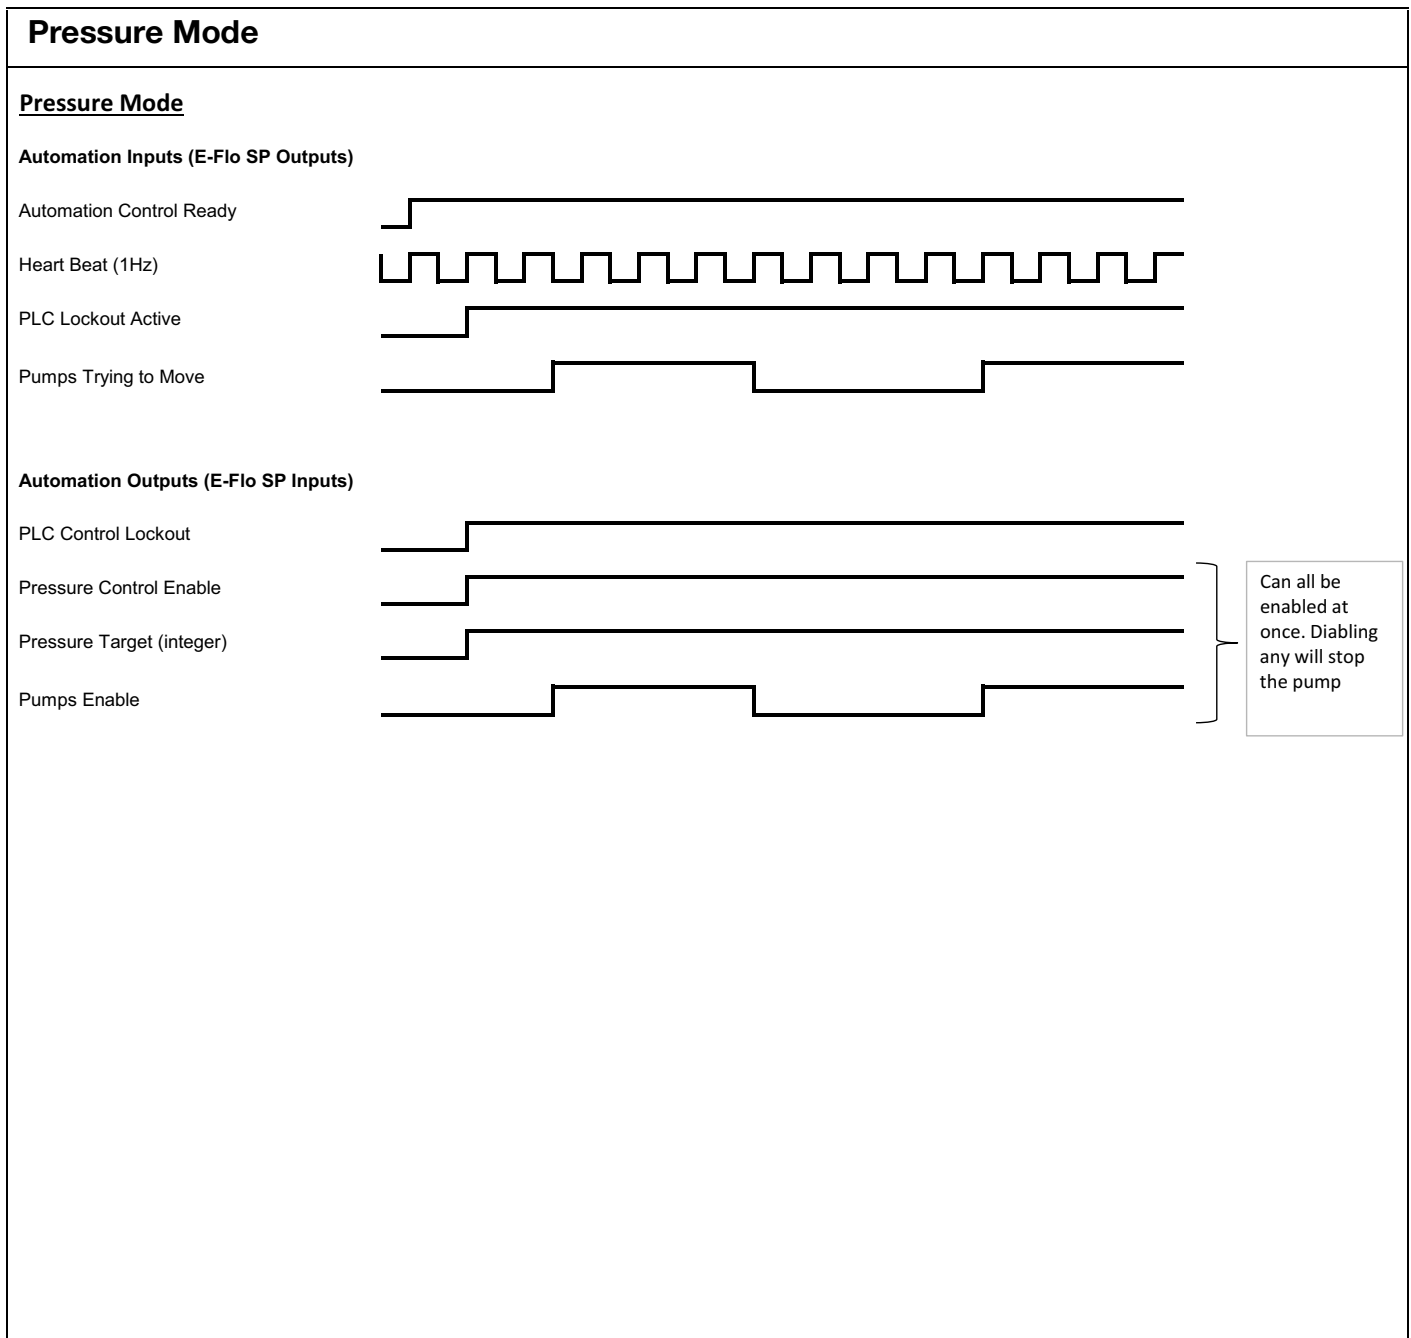 Pressure Mode
Pressure Mode
Automation Inputs (E-Flo SP Outputs)
Automation Control Ready
Heart Beat (1Hz)
PLC Lockout Active
Pumps Trying to Move
Automation Outputs (E-Flo SP Inputs)
PLC Control Lockout
Pressure Control Enable
Pressure Target (integer)
Pumps Enable
Can all be
enabled at
once. Diabling
any will stop
the pump